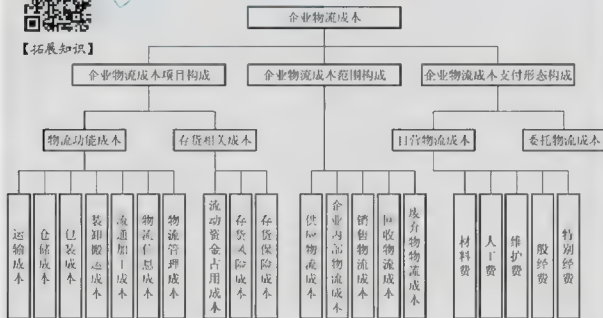 企业物流成本
【拓展知识】
企业物流成本项目构成
企业物流成本范围构成
企业物流成本支付形态构成
物流功能成本
存货相关成本
自营物流成本
委托物流成本
运输成本
仓储成本
包装成本
装卸搬运成本
流通加工成本
物流信息成本
物流管理成本
流动资金占用成本
存货风险成本
存货保险成本
供应物流成本
企业内部物流成本
销售物流成本
回收物流成本
废弃物物流成本
材料费
人工费
维护费
一般经费
特别经费